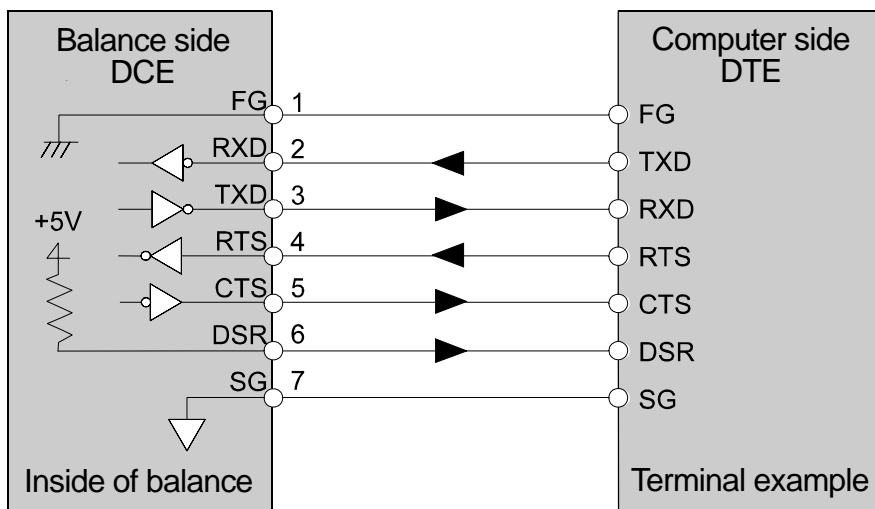 Balance side
DCE
Computer side
DTE
FG 1 FG
RXD 2 TXD
TXD 3 RXD
+5V
RTS 4 RTS
CTS 5 CTS
DSR 6 DSR
SG 7 SG
Inside of balance
Terminal example